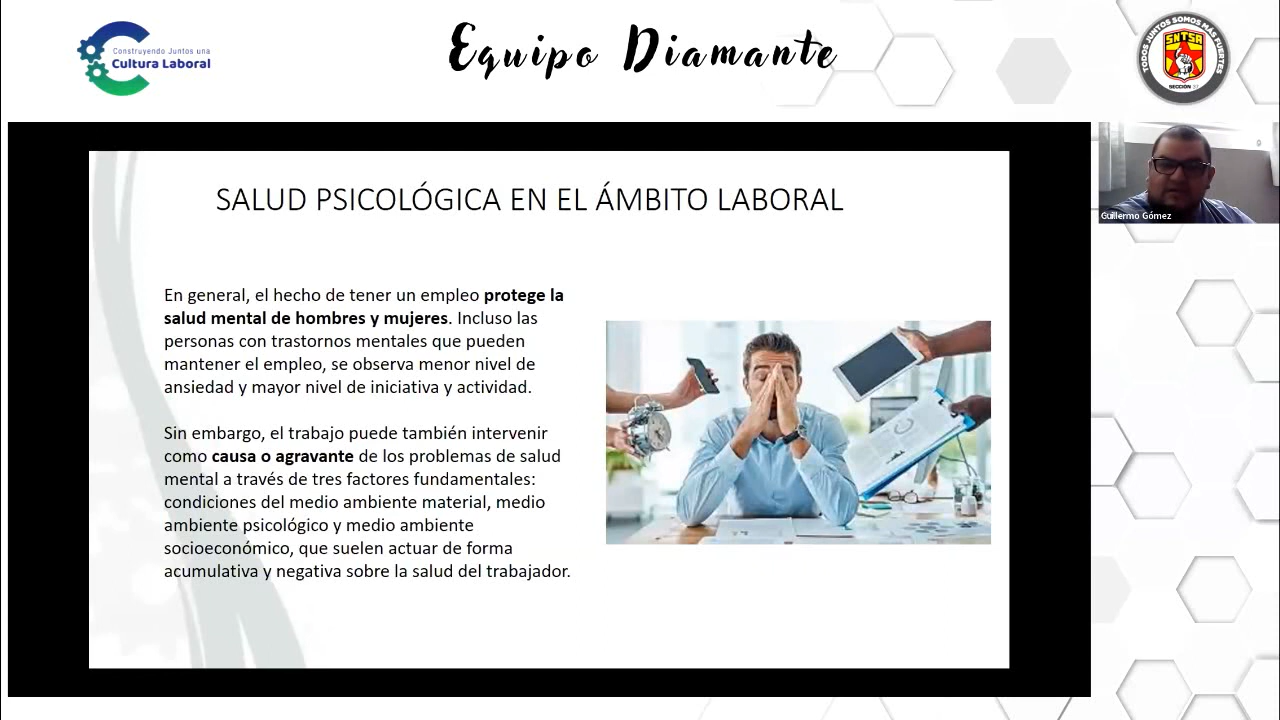 Construyendo Juntos una
Cultura Laboral
Equipo Diamante
TODOS JUNTOS SOMOS MÁS FUERTES
SNTSA
SECCIÓN 37
Guillermo Gómez
SALUD PSICOLÓGICA EN EL ÁMBITO LABORAL
En general, el hecho de tener un empleo protege la
salud mental de hombres y mujeres. Incluso las
personas con trastornos mentales que pueden
mantener el empleo, se observa menor nivel de
ansiedad y mayor nivel de iniciativa y actividad.
Sin embargo, el trabajo puede también intervenir
como causa o agravante de los problemas de salud
mental a través de tres factores fundamentales:
condiciones del medio ambiente material, medio
ambiente psicológico y medio ambiente
socioeconómico, que suelen actuar de forma
acumulativa y negativa sobre la salud del trabajador.